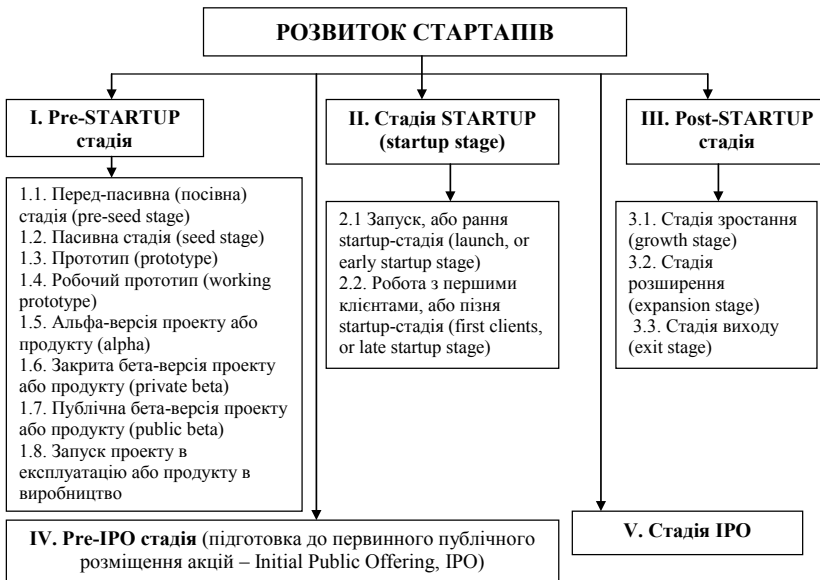 РОЗВИТОК СТАРТАПІВ
І. Pre-STARTUP
стадія
1.1. Перед-пасивна (посівна)
стадія (pre-seed stage)
1.2. Пасивна стадія (seed stage)
1.3. Прототип (prototype)
1.4. Робочий прототип (working
prototype)
1.5. Альфа-версія проекту або
продукту (alpha)
1.6. Закрита бета-версія проекту
або продукту (private beta)
1.7. Публічна бета-версія проекту
або продукту (public beta)
1.8. Запуск проекту в
експлуатацію або продукту в
виробництво
ІІ. Стадія STARTUP
(startup stage)
2.1 Запуск, або рання
startup-стадія (launch, or
early startup stage)
2.2. Робота з першими
клієнтами, або пізня
startup-стадія (first clients,
or late startup stage)
ІІІ. Post-STARTUP
стадія
3.1. Стадія зростання
(growth stage)
3.2. Стадія
розширення
(expansion stage)
3.3. Стадія виходу
(exit stage)
IV. Pre-IPO стадія (підготовка до первинного публічного
розміщення акцій – Initial Public Offering, IPO)
V. Стадія IPO